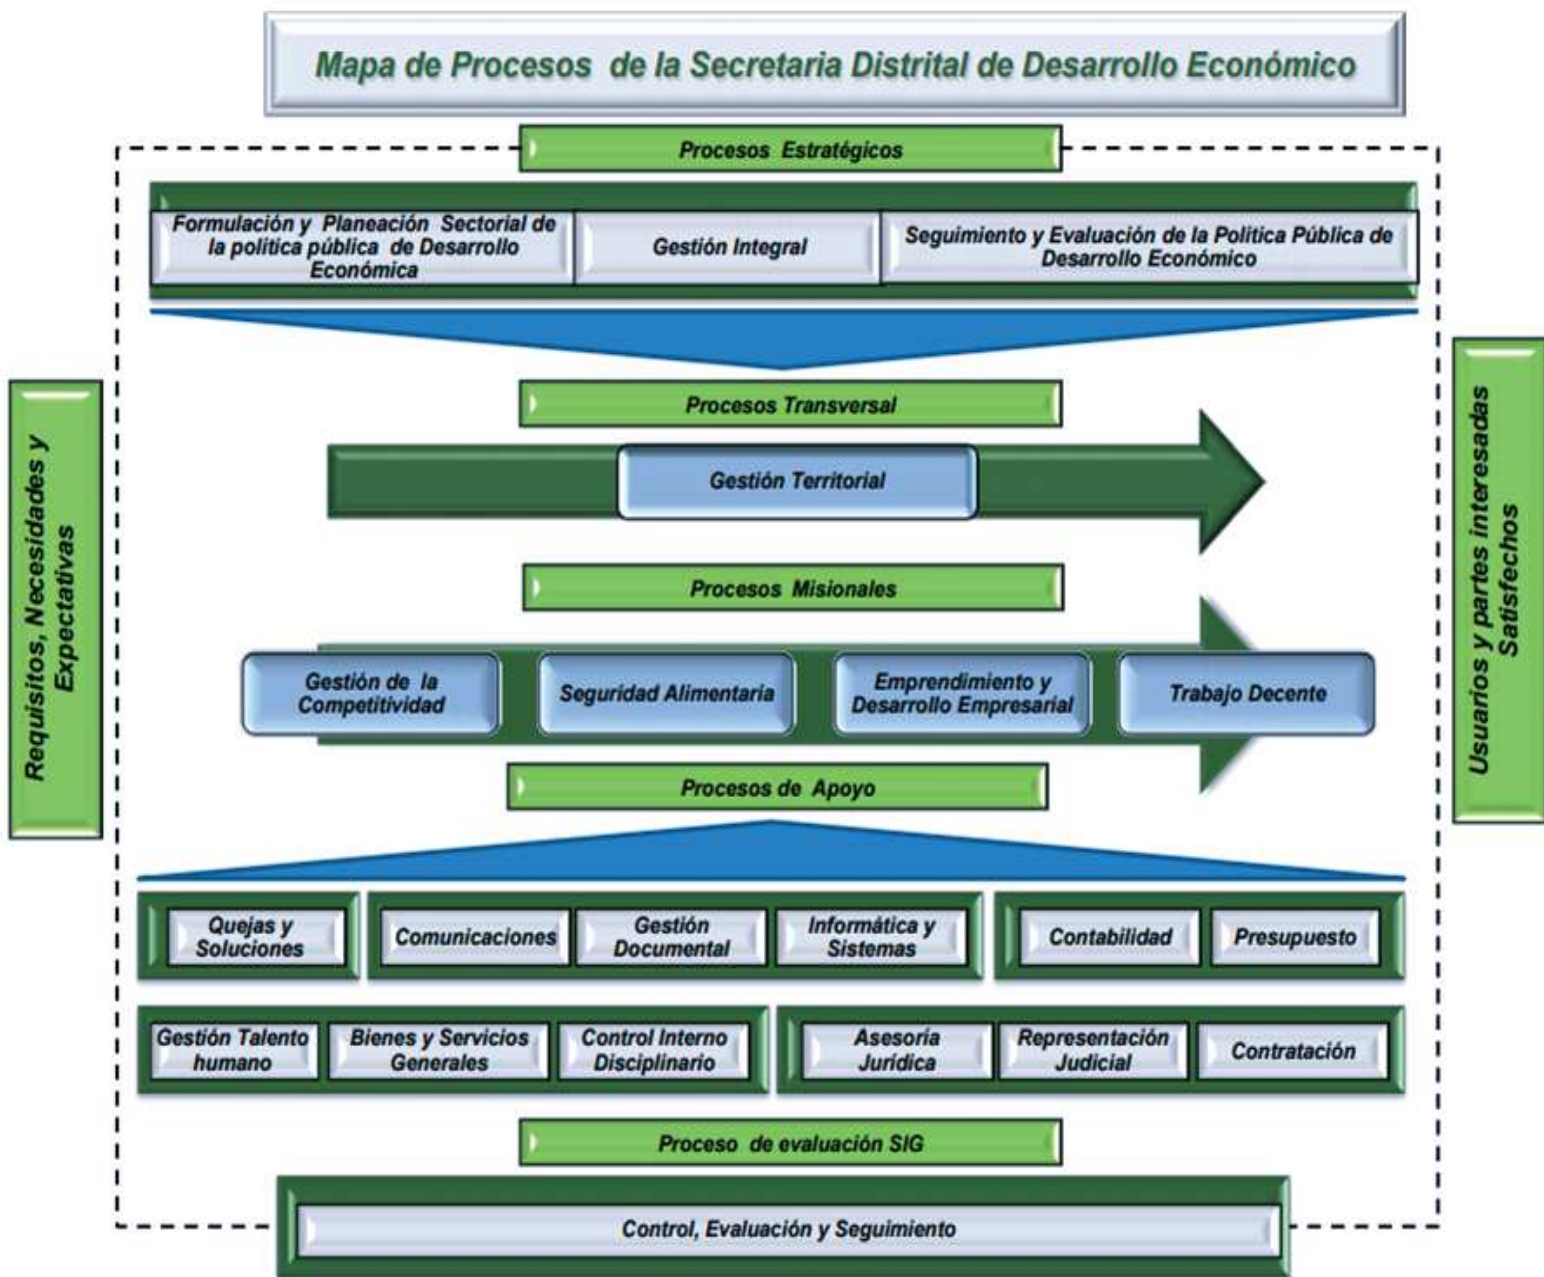 Mapa de Procesos de la Secretaria Distrital de Desarrollo Económico
Procesos Estratégicos
Formulación y Planeación Sectorial de
la política pública de Desarrollo
Económica
Gestión Integral
Seguimiento y Evaluación de la Política Pública de
Desarrollo Económico
Requisitos, Necesidades y
Expectativas
Procesos Transversal
Gestión Territorial
Procesos Misionales
Gestión de la
Competitividad
Seguridad Alimentaria
Emprendimiento y
Desarrollo Empresarial
Trabajo Decente
Usuarios y partes interesadas
Satisfechos
Procesos de Apoyo
Quejas y
Soluciones
Comunicaciones
Gestión
Documental
Informática y
Sistemas
Contabilidad
Presupuesto
Gestión Talento
humano
Bienes y Servicios
Generales
Control Interno
Disciplinario
Asesoría
Jurídica
Representación
Judicial
Contratación
Proceso de evaluación SIG
Control, Evaluación y Seguimiento